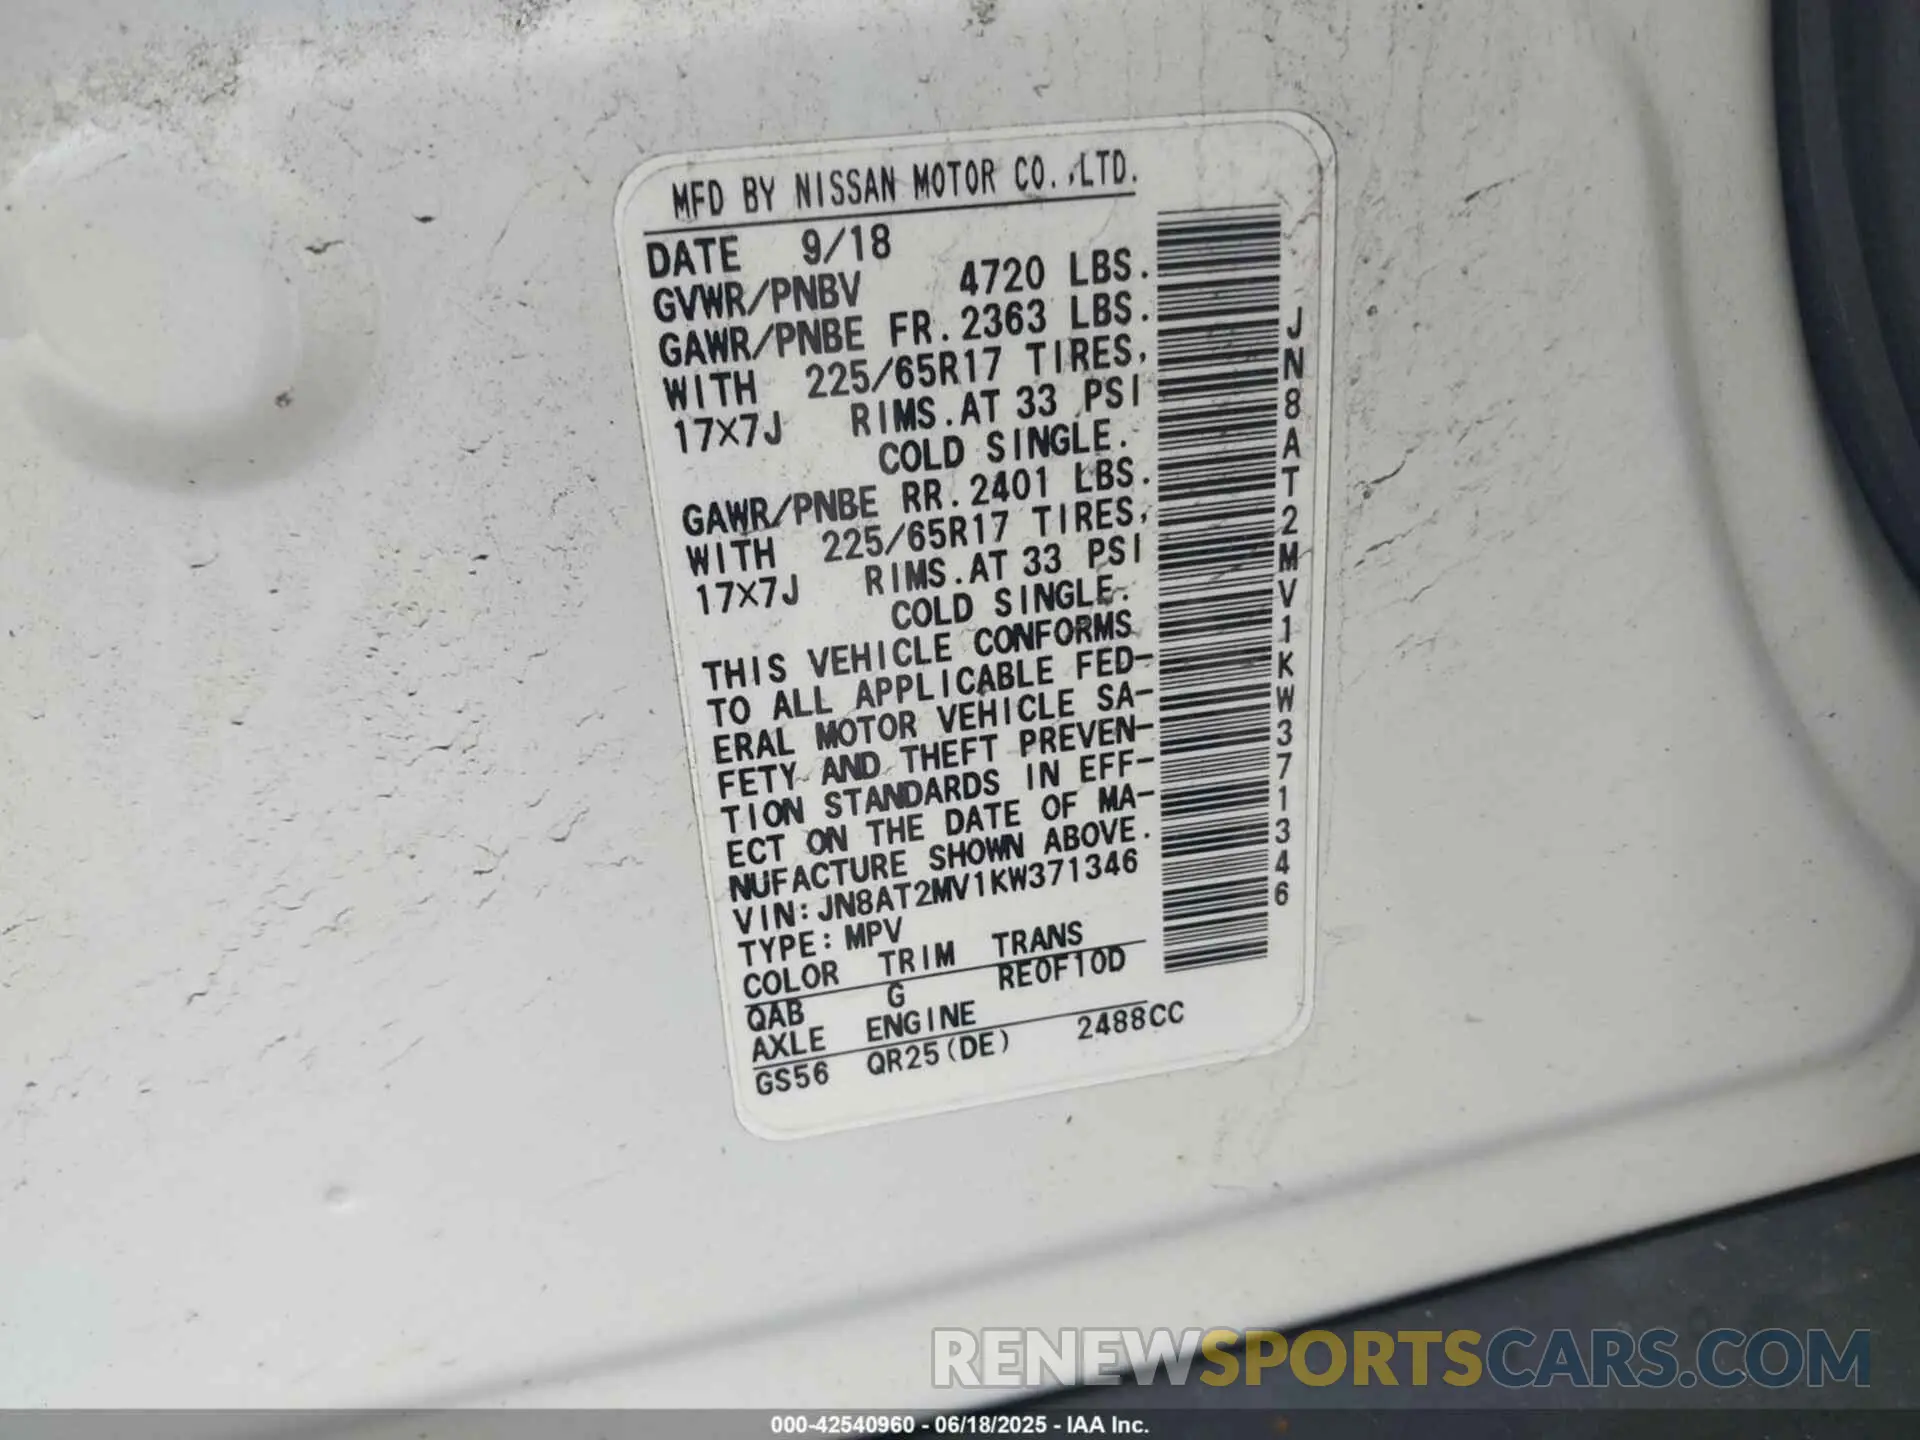 MFD BY NISSAN MOTOR CO.,LTD.
DATE 9/18
GVWR/PNBV 4720 LBS.
GAWR/PNBE FR. 2363 LBS.
WITH 225/65R17 TIRES,
17X7J RIMS. AT 33 PSI
COLD SINGLE.
GAWR/PNBE RR. 2401 LBS.
WITH 225/65R17 TIRES,
17X7J RIMS. AT 33 PSI
COLD SINGLE.
THIS VEHICLE CONFORMS
TO ALL APPLICABLE FED-
ERAL MOTOR VEHICLE SA-
FETY AND THEFT PREVEN-
TION STANDARDS IN EFF-
ECT ON THE DATE OF MA-
NUFACTURE SHOWN ABOVE.
VIN: JN8AT2MV1KW371346
TYPE: MPV
COLOR TRIM TRANS
QAB G RE0F10D
AXLE ENGINE
GS56 QR25(DE) 2488CC
JN8AT2MV1KW371346
RENEWSPORTSCARS.COM
000-42540960 - 06/18/2025 - IAA Inc.